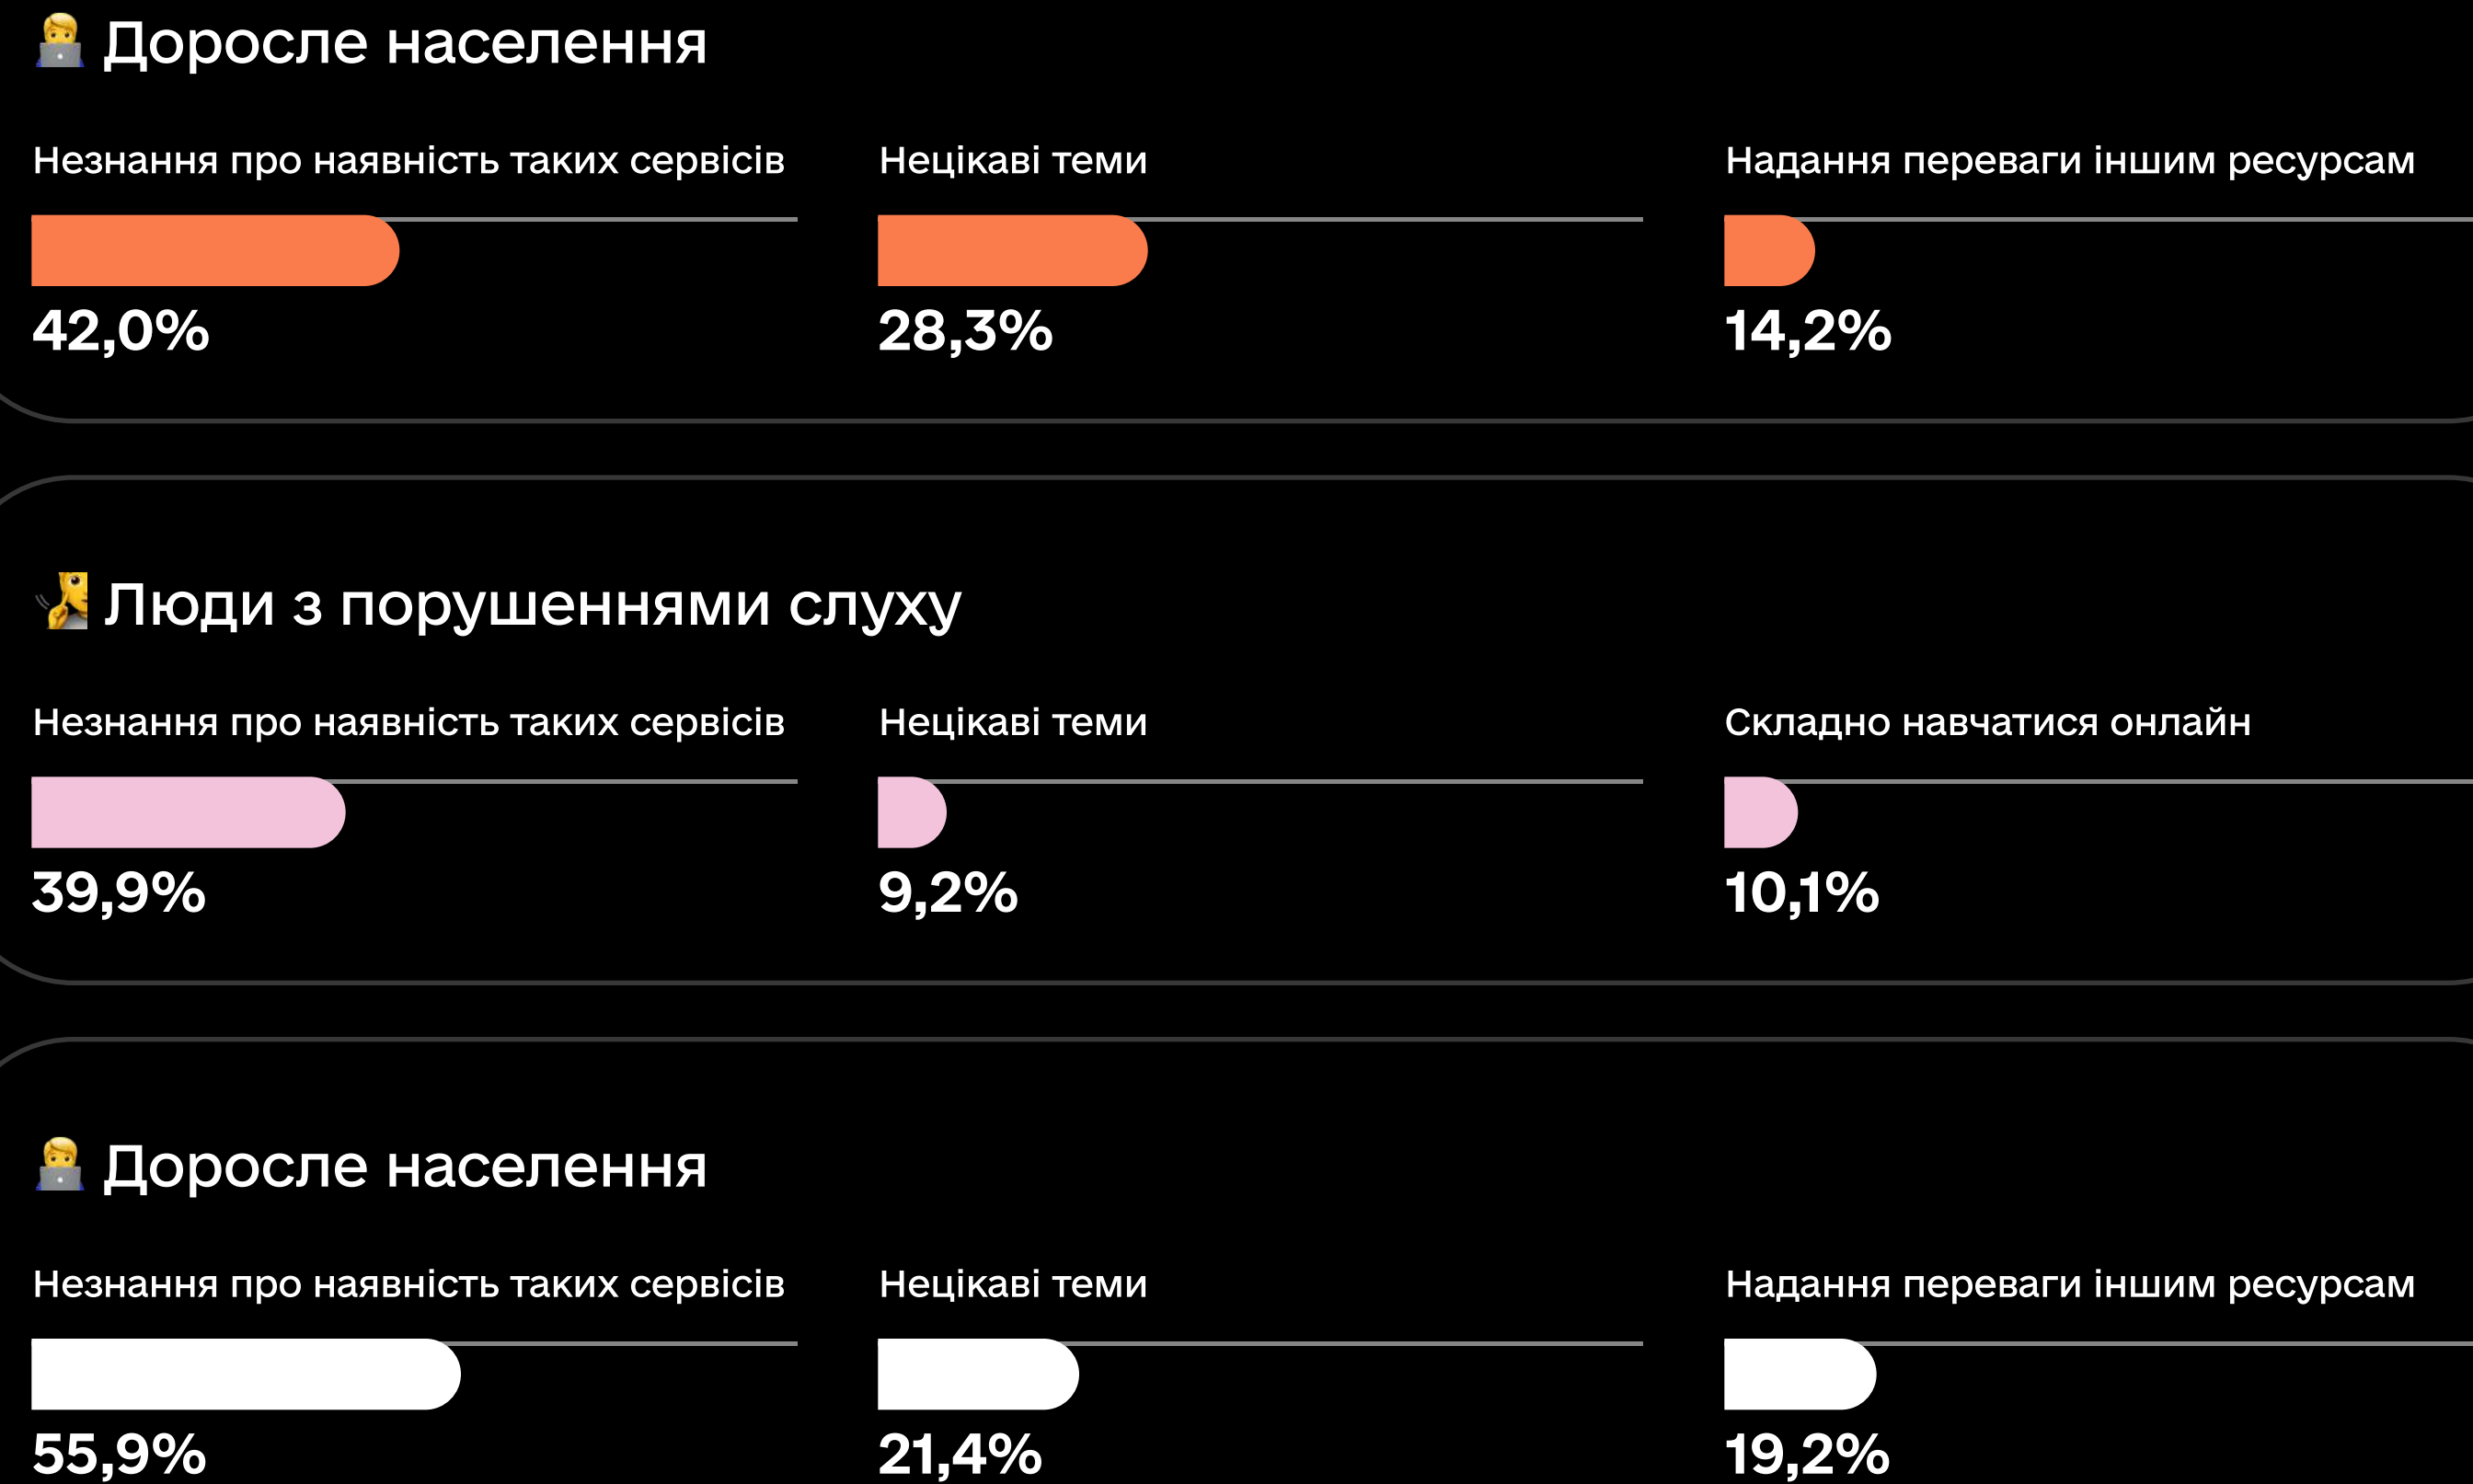 Доросле населення
Незнання про наявність таких сервісів
Нецікаві теми
Надання переваги іншим ресурсам
42,0%
28,3%
14,2%
Люди з порушеннями слуху
Незнання про наявність таких сервісів
Нецікаві теми
Складно навчатися онлайн
39,9%
9,2%
10,1%
Доросле населення
Незнання про наявність таких сервісів
Нецікаві теми
Надання переваги іншим ресурсам
55,9%
21,4%
19,2%